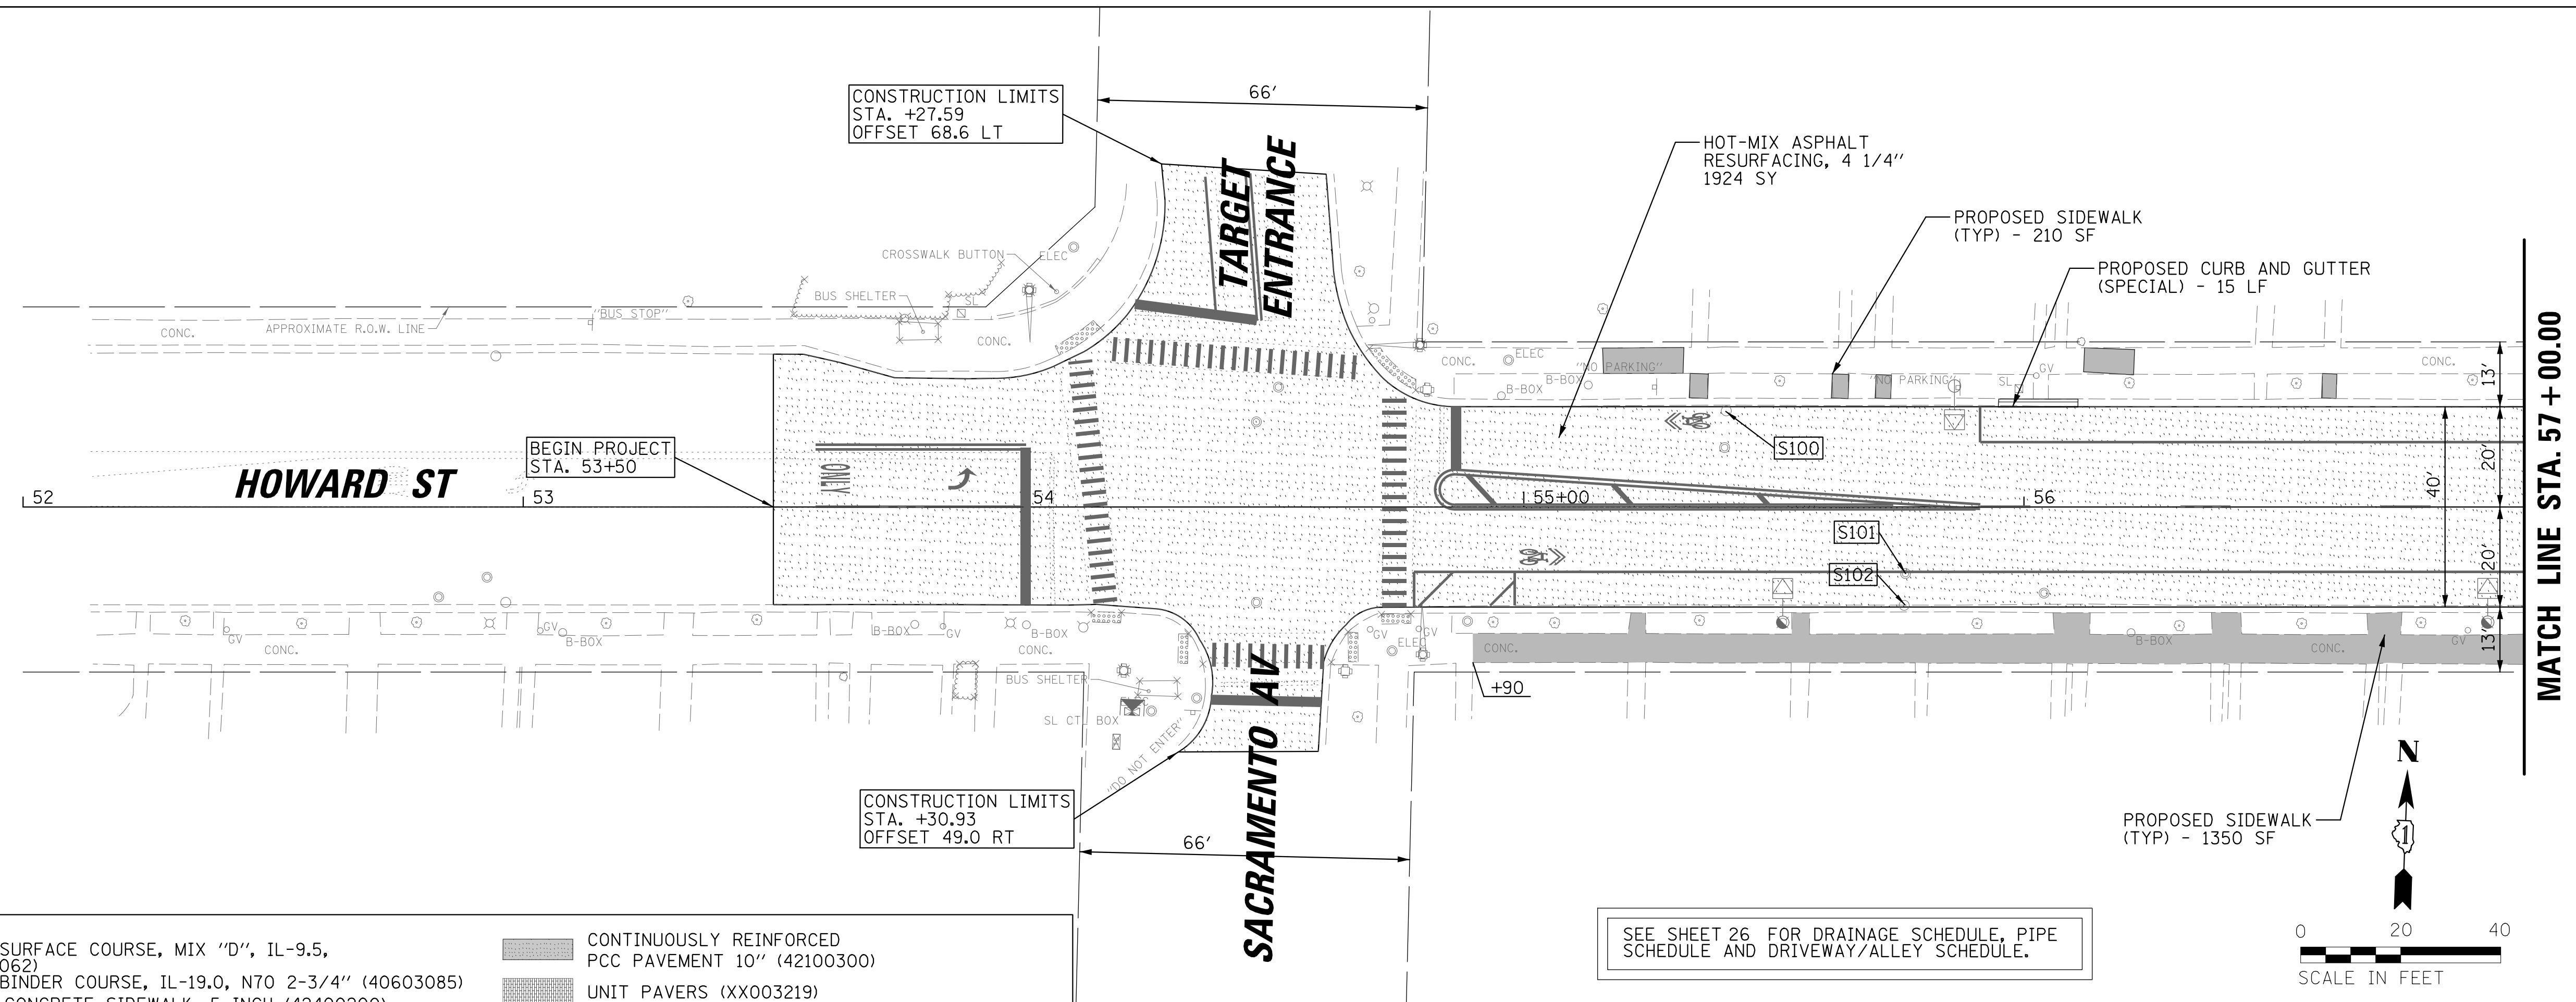 66'
CONSTRUCTION LIMITS
STA. +27.59
OFFSET 68.6 LT
TARGET
ENTRANCE
HOT-MIX ASPHALT
RESURFACING, 4 1/4"
1924 SY
PROPOSED SIDEWALK
(TYP) - 210 SF
PROPOSED CURB AND GUTTER
(SPECIAL) - 15 LF
CROSSWALK BUTTON
ELEC
BUS SHELTER
SL
"BUS STOP"
APPROXIMATE R.O.W. LINE
CONC.
CONC.
CONC.
ELEC
"NO PARKING"
B-BOX
B-BOX
"NO PARKING"
SL
GV
CONC.
13'
MATCH LINE STA. 57+00.00
BEGIN PROJECT
STA. 53+50
HOWARD ST
ONLY
S100
20'
40'
52
53
54
55+00
56
S101
S102
20'
GV
CONC.
GV
B-BOX
B-BOX
GV
B-BOX
CONC.
GV
ELEC
GV
CONC.
B-BOX
CONC.
GV
13'
BUS SHELTER
SL CTL BOX
"DO NOT ENTER"
+90
SACRAMENTO AV
CONSTRUCTION LIMITS
STA. +30.93
OFFSET 49.0 RT
66'
PROPOSED SIDEWALK
(TYP) - 1350 SF
N
1
SURFACE COURSE, MIX "D", IL-9.5,
062)
BINDER COURSE, IL-19.0, N70 2-3/4" (40603085)
CONCRETE SIDEWALK, 5 INCH (42400200)
CONTINUOUSLY REINFORCED
PCC PAVEMENT 10" (42100300)
UNIT PAVERS (XX003219)
SEE SHEET 26 FOR DRAINAGE SCHEDULE, PIPE
SCHEDULE AND DRIVEWAY/ALLEY SCHEDULE.
0 20 40
SCALE IN FEET